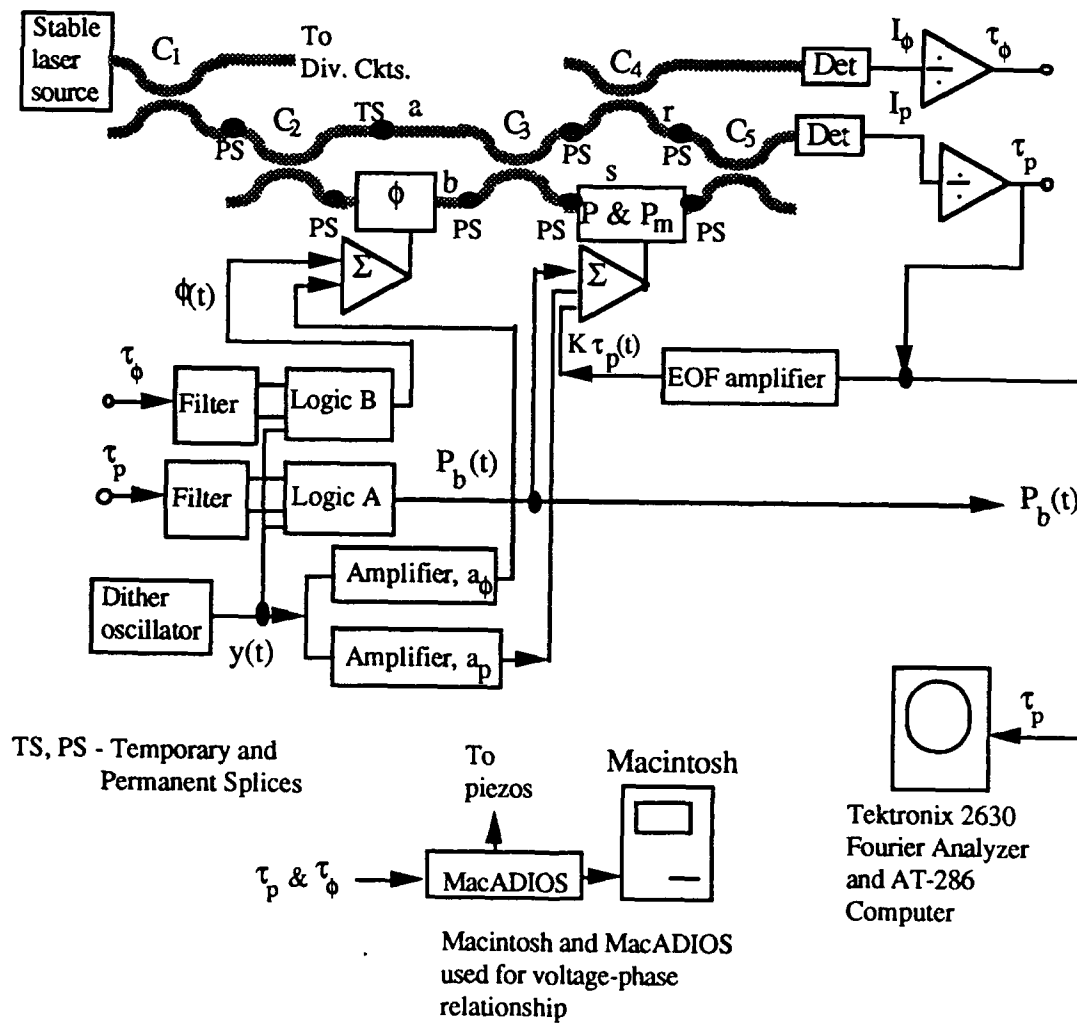 Stable
laser
source
C1
To
Div. Ckts.
C4
Det
Iϕ
÷
τϕ
PS
C2
TS
a
C3
PS
r
PS
C5
Det
Ip
÷
τp
PS
ϕ
b
PS
s
PS
P & Pm
PS
Σ
Σ
ϕ(t)
K τp(t)
EOF amplifier
τϕ
Filter
Logic B
τp
Filter
Logic A
Pb(t)
Pb(t)
Dither
oscillator
y(t)
Amplifier, aϕ
Amplifier, ap
TS, PS - Temporary and
Permanent Splices
To
piezos
Macintosh
τp & τϕ
MacADIOS
Macintosh and MacADIOS
used for voltage-phase
relationship
τp
Tektronix 2630
Fourier Analyzer
and AT-286
Computer